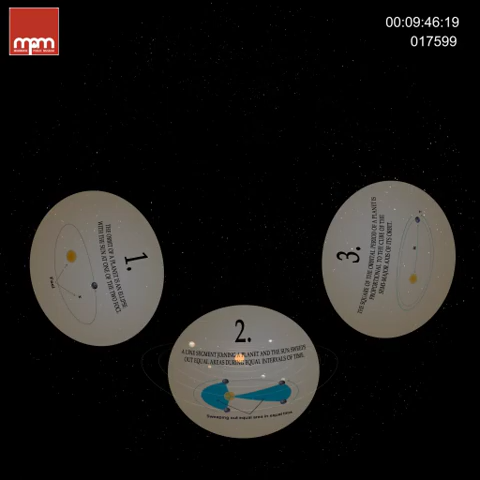 mpm
00:09:46:19
017599
1.
THE ORBIT OF A PLANET IS AN ELLIPSE
WITH THE SUN AT ONE OF THE TWO FOCI.
Foci
2.
A LINE SEGMENT JOINING A PLANET AND THE SUN SWEEPS
OUT EQUAL AREAS DURING EQUAL INTERVALS OF TIME.
Sweeping out equal area in equal time
3.
THE SQUARE OF THE ORBITAL PERIOD OF A PLANET IS
PROPORTIONAL TO THE CUBE OF THE
SEMI-MAJOR AXIS OF ITS ORBIT.